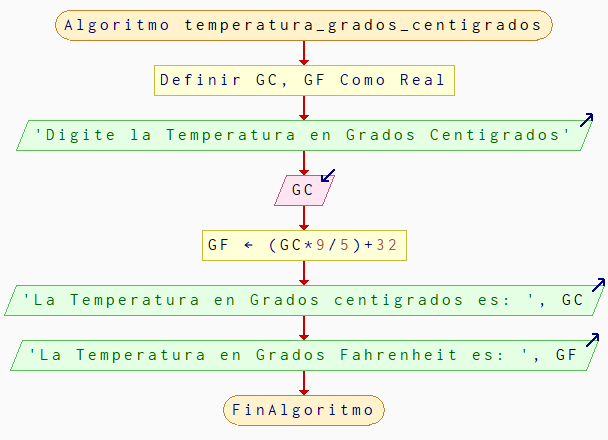 Algoritmo temperatura_grados_centigrados
Definir GC, GF Como Real
'Digite la Temperatura en Grados Centigrados'
GC
GF ← (GC*9/5)+32
'La Temperatura en Grados centigrados es: ', GC
'La Temperatura en Grados Fahrenheit es: ', GF
FinAlgoritmo